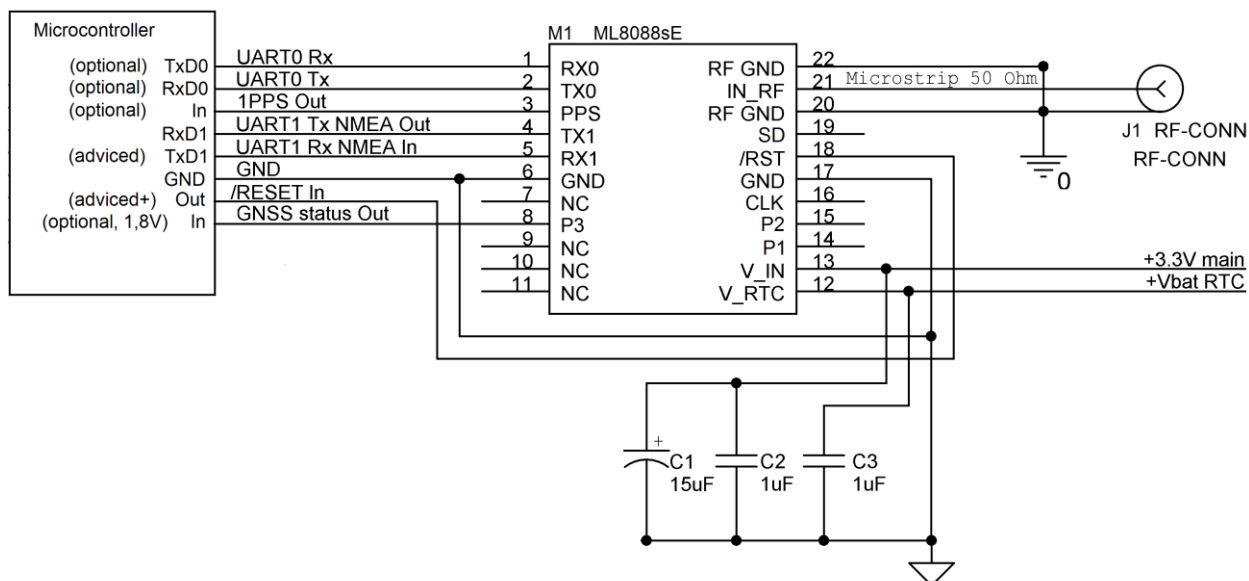 Microcontroller
M1 ML8088sE
(optional) TxD0 UART0 Rx 1 RX0 RF GND 22
(optional) RxD0 UART0 Tx 2 TX0 IN_RF 21 Microstrip 50 Ohm
(optional) In 1PPS Out 3 PPS RF GND 20
RxD1 UART1 Tx NMEA Out 4 TX1 SD 19
J1 RF-CONN
(adviced) TxD1 UART1 Rx NMEA In 5 RX1 /RST 18
RF-CONN
GND GND 6 GND GND 17
0
(adviced+) Out /RESET In 7 NC CLK 16
(optional, 1,8V) In GNSS status Out 8 P3 P2 15
9 NC P1 14
10 NC V_IN 13 +3.3V main
11 NC V_RTC 12 +Vbat RTC
+
C1 C2 C3
15uF 1uF 1uF